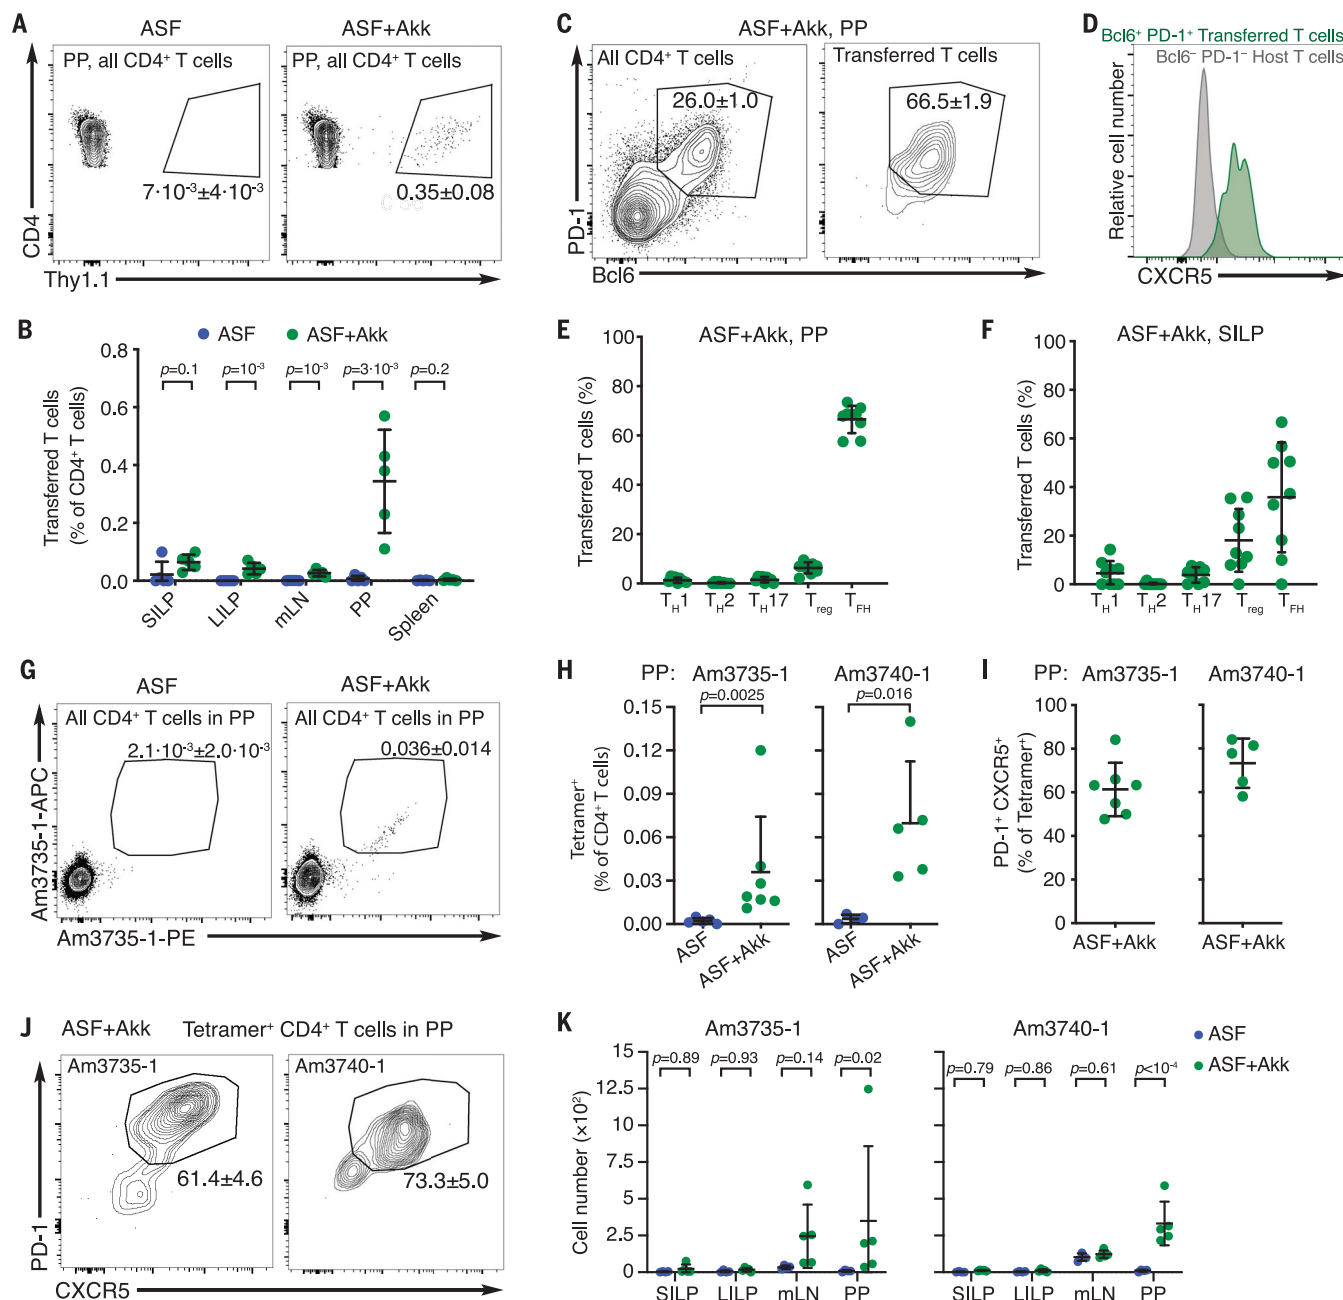 A
ASF
ASF+Akk
PP, all CD4⁺ T cells
PP, all CD4⁺ T cells
7·10⁻³±4·10⁻³
0.35±0.08
CD4
Thy1.1
B
ASF
ASF+Akk
Transferred T cells
(% of CD4⁺ T cells)
0.8
0.6
0.4
0.2
0.0
p=0.1
p=10⁻³
p=10⁻³
p=3·10⁻³
p=0.2
SILP
LILP
mLN
PP
Spleen
C
ASF+Akk, PP
All CD4⁺ T cells
Transferred T cells
26.0±1.0
66.5±1.9
PD-1
Bcl6
D
Bcl6⁺ PD-1⁺ Transferred T cells
Bcl6⁻ PD-1⁻ Host T cells
Relative cell number
CXCR5
E
ASF+Akk, PP
Transferred T cells (%)
100
80
60
40
20
0
T_H1
T_H2
T_H17
T_reg
T_FH
F
ASF+Akk, SILP
Transferred T cells (%)
100
80
60
40
20
0
T_H1
T_H2
T_H17
T_reg
T_FH
G
ASF
ASF+Akk
All CD4⁺ T cells in PP
All CD4⁺ T cells in PP
2.1·10⁻³±2.0·10⁻³
0.036±0.014
Am3735-1-APC
Am3735-1-PE
H
PP: Am3735-1
Am3740-1
p=0.0025
p=0.016
Tetramer⁺
(% of CD4⁺ T cells)
0.15
0.12
0.09
0.06
0.03
0.00
ASF
ASF+Akk
ASF
ASF+Akk
I
PP: Am3735-1
Am3740-1
PD-1⁺ CXCR5⁺
(% of Tetramer⁺)
100
80
60
40
20
0
ASF+Akk
ASF+Akk
J
ASF+Akk
Tetramer⁺ CD4⁺ T cells in PP
Am3735-1
Am3740-1
61.4±4.6
73.3±5.0
PD-1
CXCR5
K
Am3735-1
Am3740-1
ASF
ASF+Akk
Cell number (×10²)
15
12.5
10
7.5
5
2.5
0
p=0.89
p=0.93
p=0.14
p=0.02
p=0.79
p=0.86
p=0.61
p<10⁻⁴
SILP
LILP
mLN
PP
SILP
LILP
mLN
PP